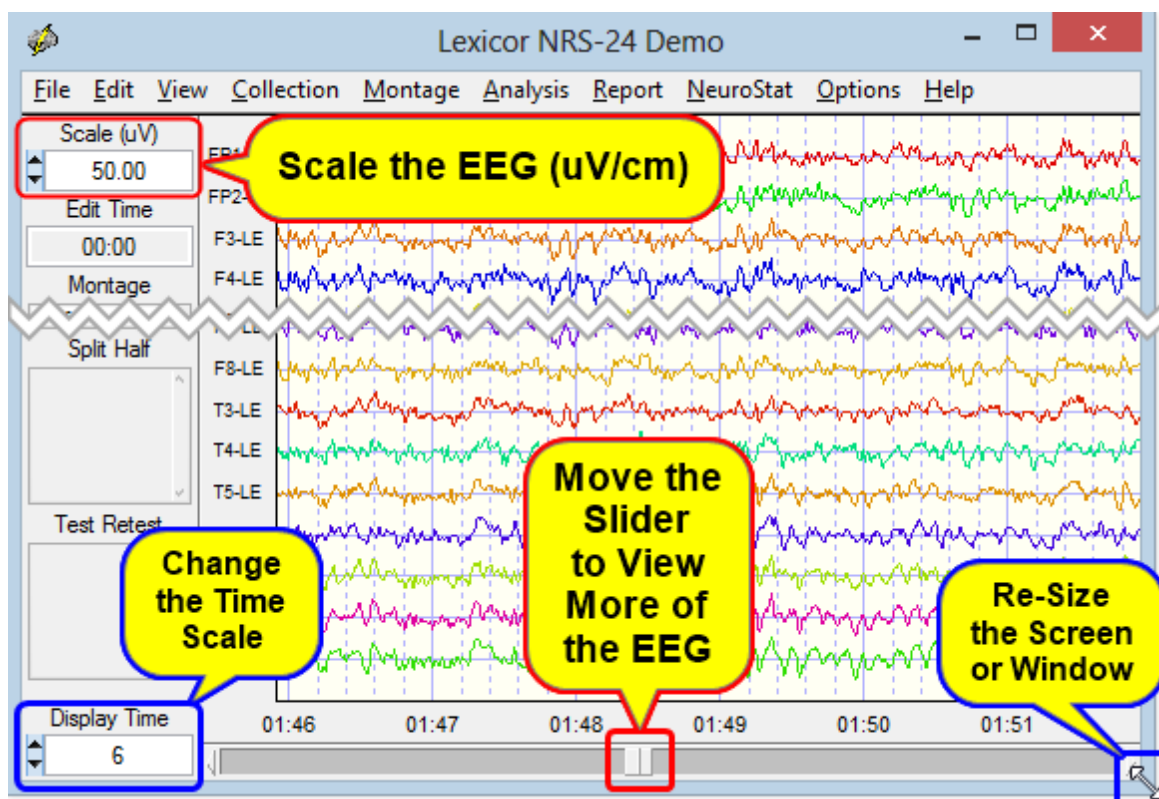 Lexicor NRS-24 Demo
File Edit View Collection Montage Analysis Report NeuroStat Options Help
Scale (uV)
50.00
Scale the EEG (uV/cm)
Edit Time
00:00
Montage
Split Half
Test Retest
FP2-
F3-LE
F4-LE
F8-LE
T3-LE
T4-LE
T5-LE
Change
the Time
Scale
Move the
Slider
to View
More of
the EEG
Re-Size
the Screen
or Window
Display Time
6
01:46 01:47 01:48 01:49 01:50 01:51